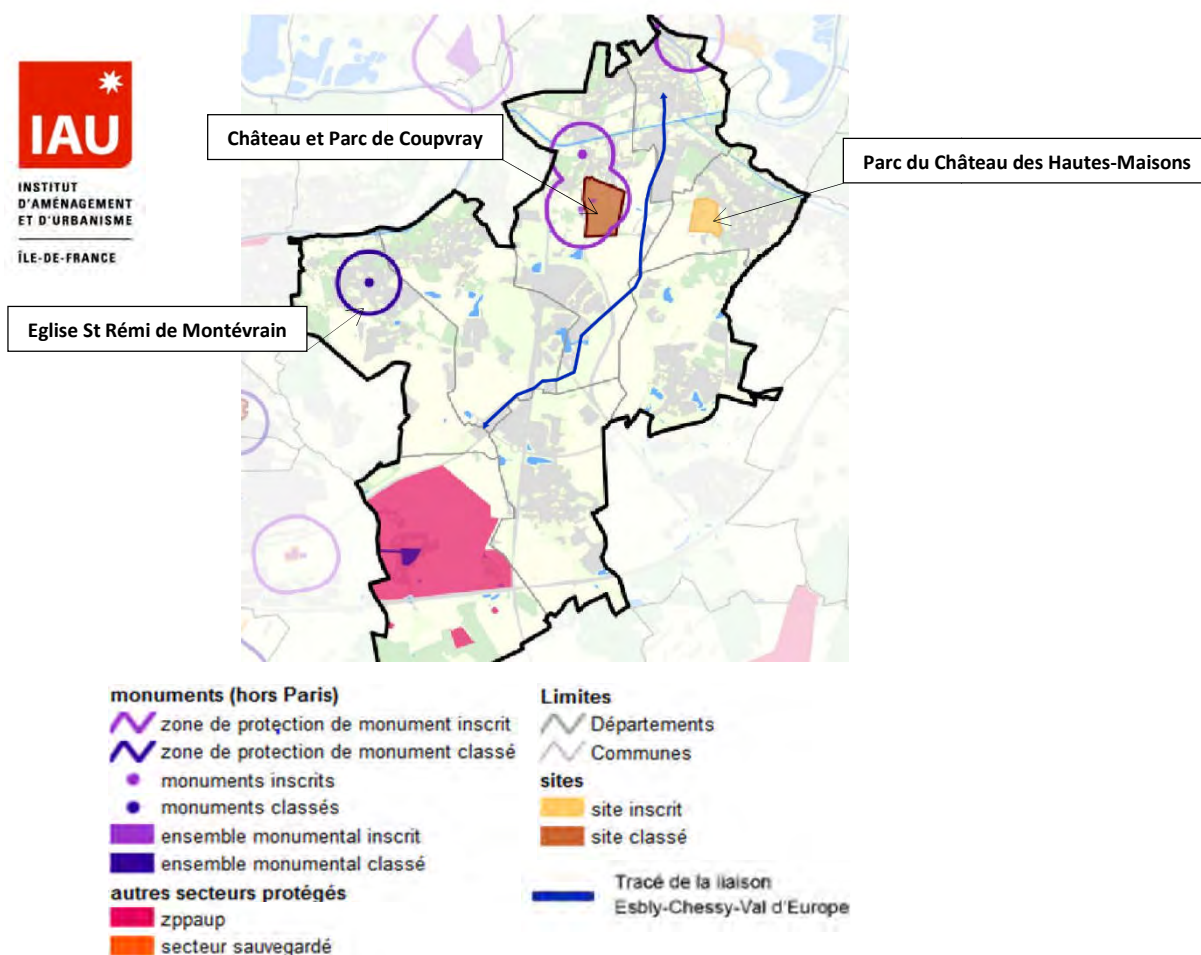 IAU
INSTITUT
D'AMÉNAGEMENT
ET D'URBANISME
ÎLE-DE-FRANCE
Château et Parc de Coupvray
Parc du Château des Hautes-Maisons
Eglise St Rémi de Montévrain
monuments (hors Paris)
zone de protection de monument inscrit
zone de protection de monument classé
monuments inscrits
monuments classés
ensemble monumental inscrit
ensemble monumental classé
autres secteurs protégés
zppaup
secteur sauvegardé
Limites
Départements
Communes
sites
site inscrit
site classé
Tracé de la liaison
Esbly-Chessy-Val d'Europe